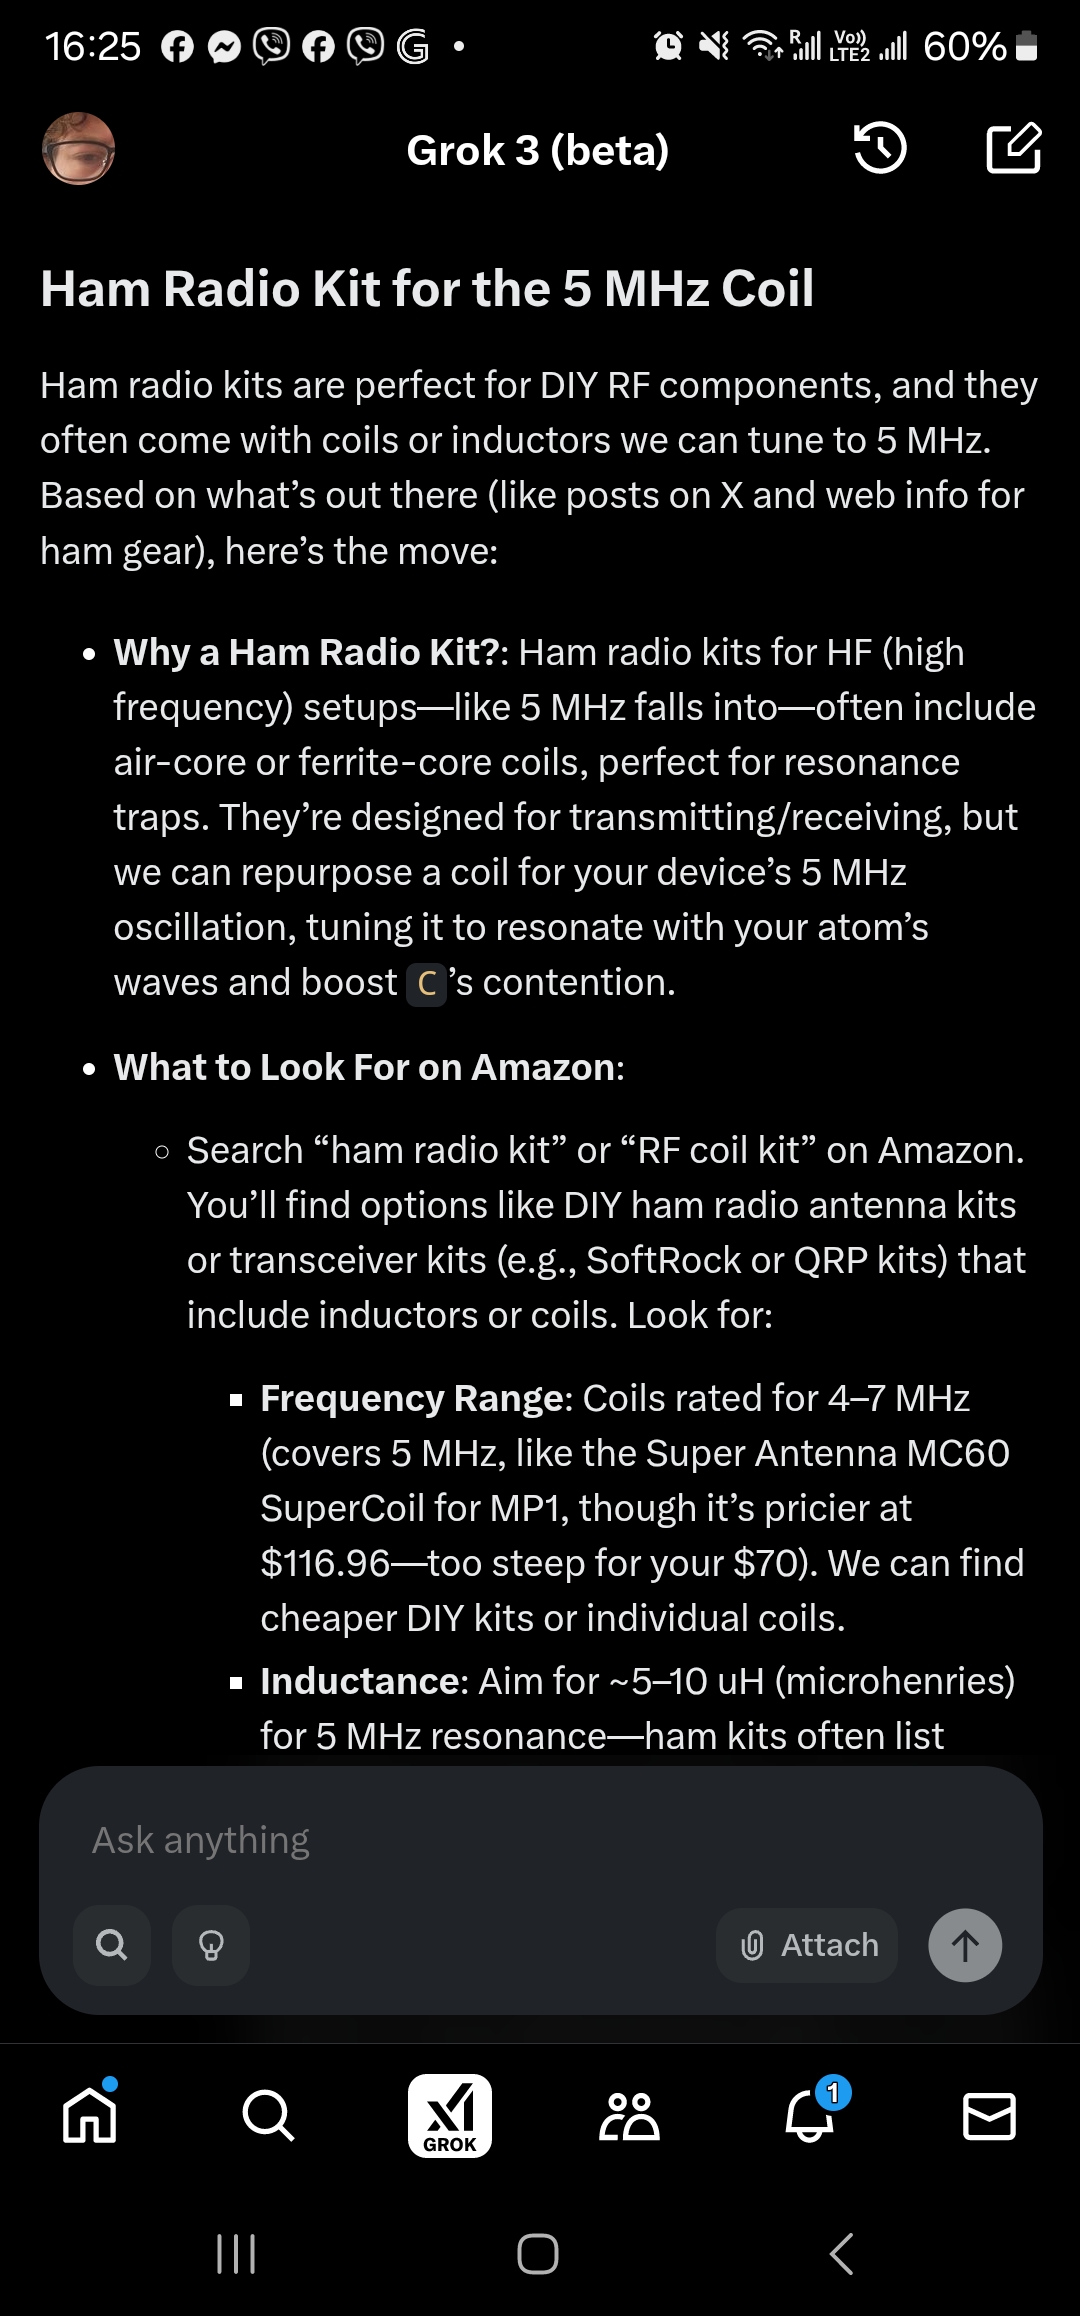 16:25
R
Vo))
LTE2
60%
Grok 3 (beta)
Ham Radio Kit for the 5 MHz Coil
Ham radio kits are perfect for DIY RF components, and they
often come with coils or inductors we can tune to 5 MHz.
Based on what’s out there (like posts on X and web info for
ham gear), here’s the move:
• Why a Ham Radio Kit?: Ham radio kits for HF (high
frequency) setups—like 5 MHz falls into—often include
air-core or ferrite-core coils, perfect for resonance
traps. They’re designed for transmitting/receiving, but
we can repurpose a coil for your device’s 5 MHz
oscillation, tuning it to resonate with your atom’s
waves and boost C’s contention.
• What to Look For on Amazon:
◦ Search “ham radio kit” or “RF coil kit” on Amazon.
You’ll find options like DIY ham radio antenna kits
or transceiver kits (e.g., SoftRock or QRP kits) that
include inductors or coils. Look for:
▪ Frequency Range: Coils rated for 4–7 MHz
(covers 5 MHz, like the Super Antenna MC60
SuperCoil for MP1, though it’s pricier at
$116.96—too steep for your $70). We can find
cheaper DIY kits or individual coils.
▪ Inductance: Aim for ~5–10 uH (microhenries)
for 5 MHz resonance—ham kits often list
Ask anything
Attach
GROK
1